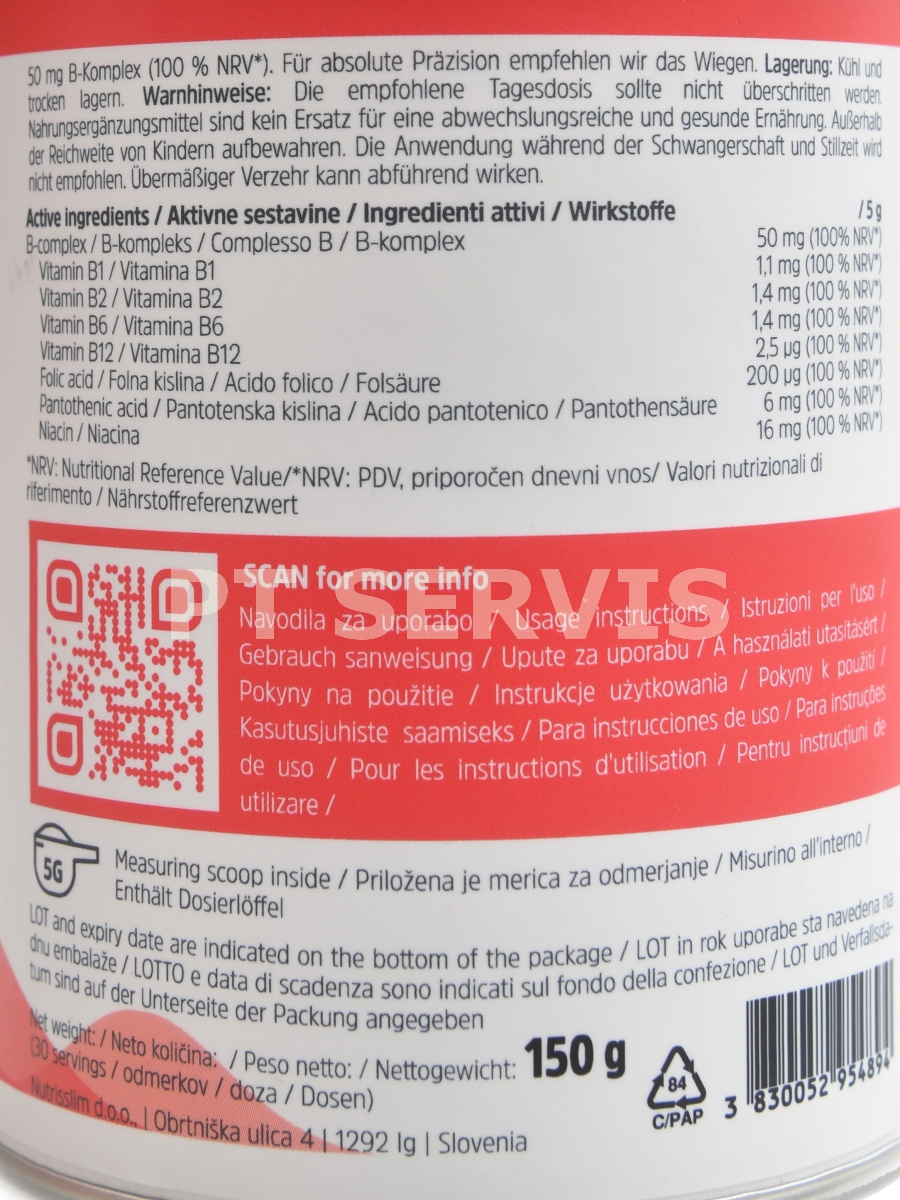 50 mg B-Komplex (100 % NRV*). Für absolute Präzision empfehlen wir das Wiegen. Lagerung: Kühl und
trocken lagern. Warnhinweise: Die empfohlene Tagesdosis sollte nicht überschritten werden.
Nahrungsergänzungsmittel sind kein Ersatz für eine abwechslungsreiche und gesunde Ernährung. Außerhalb
der Reichweite von Kindern aufbewahren. Die Anwendung während der Schwangerschaft und Stillzeit wird
nicht empfohlen. Übermäßiger Verzehr kann abführend wirken.
Active ingredients / Aktivne sestavine / Ingredienti attivi / Wirkstoffe / 5 g
B-complex / B-kompleks / Complesso B / B-komplex 50 mg (100% NRV*)
Vitamin B1 / Vitamina B1 1,1 mg (100 % NRV*)
Vitamin B2 / Vitamina B2 1,4 mg (100 % NRV*)
Vitamin B6 / Vitamina B6 1,4 mg (100 % NRV*)
Vitamin B12 / Vitamina B12 2,5 µg (100 % NRV*)
Folic acid / Folna kislina / Acido folico / Folsäure 200 µg (100 % NRV*)
Pantothenic acid / Pantotenska kislina / Acido pantotenico / Pantothensäure 6 mg (100 % NRV*)
Niacin / Niacina 16 mg (100 % NRV*)
*NRV: Nutritional Reference Value/*NRV: PDV, priporočen dnevni vnos/ Valori nutrizionali di
riferimento / Nährstoffreferenzwert
SCAN for more info
PT SERVIS
Navodila za uporabo / Usage instructions / Istruzioni per l'uso /
Gebrauch sanweisung / Upute za uporabu / A használati utasításért /
Pokyny na použitie / Instrukcje użytkowania / Pokyny k použití /
Kasutusjuhiste saamiseks / Para instrucciones de uso / Para instruções
de uso / Pour les instructions d'utilisation / Pentru instrucțiuni de
utilizare /
5G
Measuring scoop inside / Priložena je merica za odmerjanje / Misurino all'interno /
Enthält Dosierlöffel
LOT and expiry date are indicated on the bottom of the package / LOT in rok uporabe sta navedena na
dnu embalaže / LOTTO e data di scadenza sono indicati sul fondo della confezione / LOT und Verfallsda-
tum sind auf der Unterseite der Packung angegeben
Net weight: / Neto količina: / Peso netto: / Nettogewicht: 150 g
(30 servings / odmerkov / doza / Dosen)
Nutrisslim d.o.o., | Obrtniška ulica 4 | 1292 Ig | Slovenia
84
C/PAP
3 830052 954894